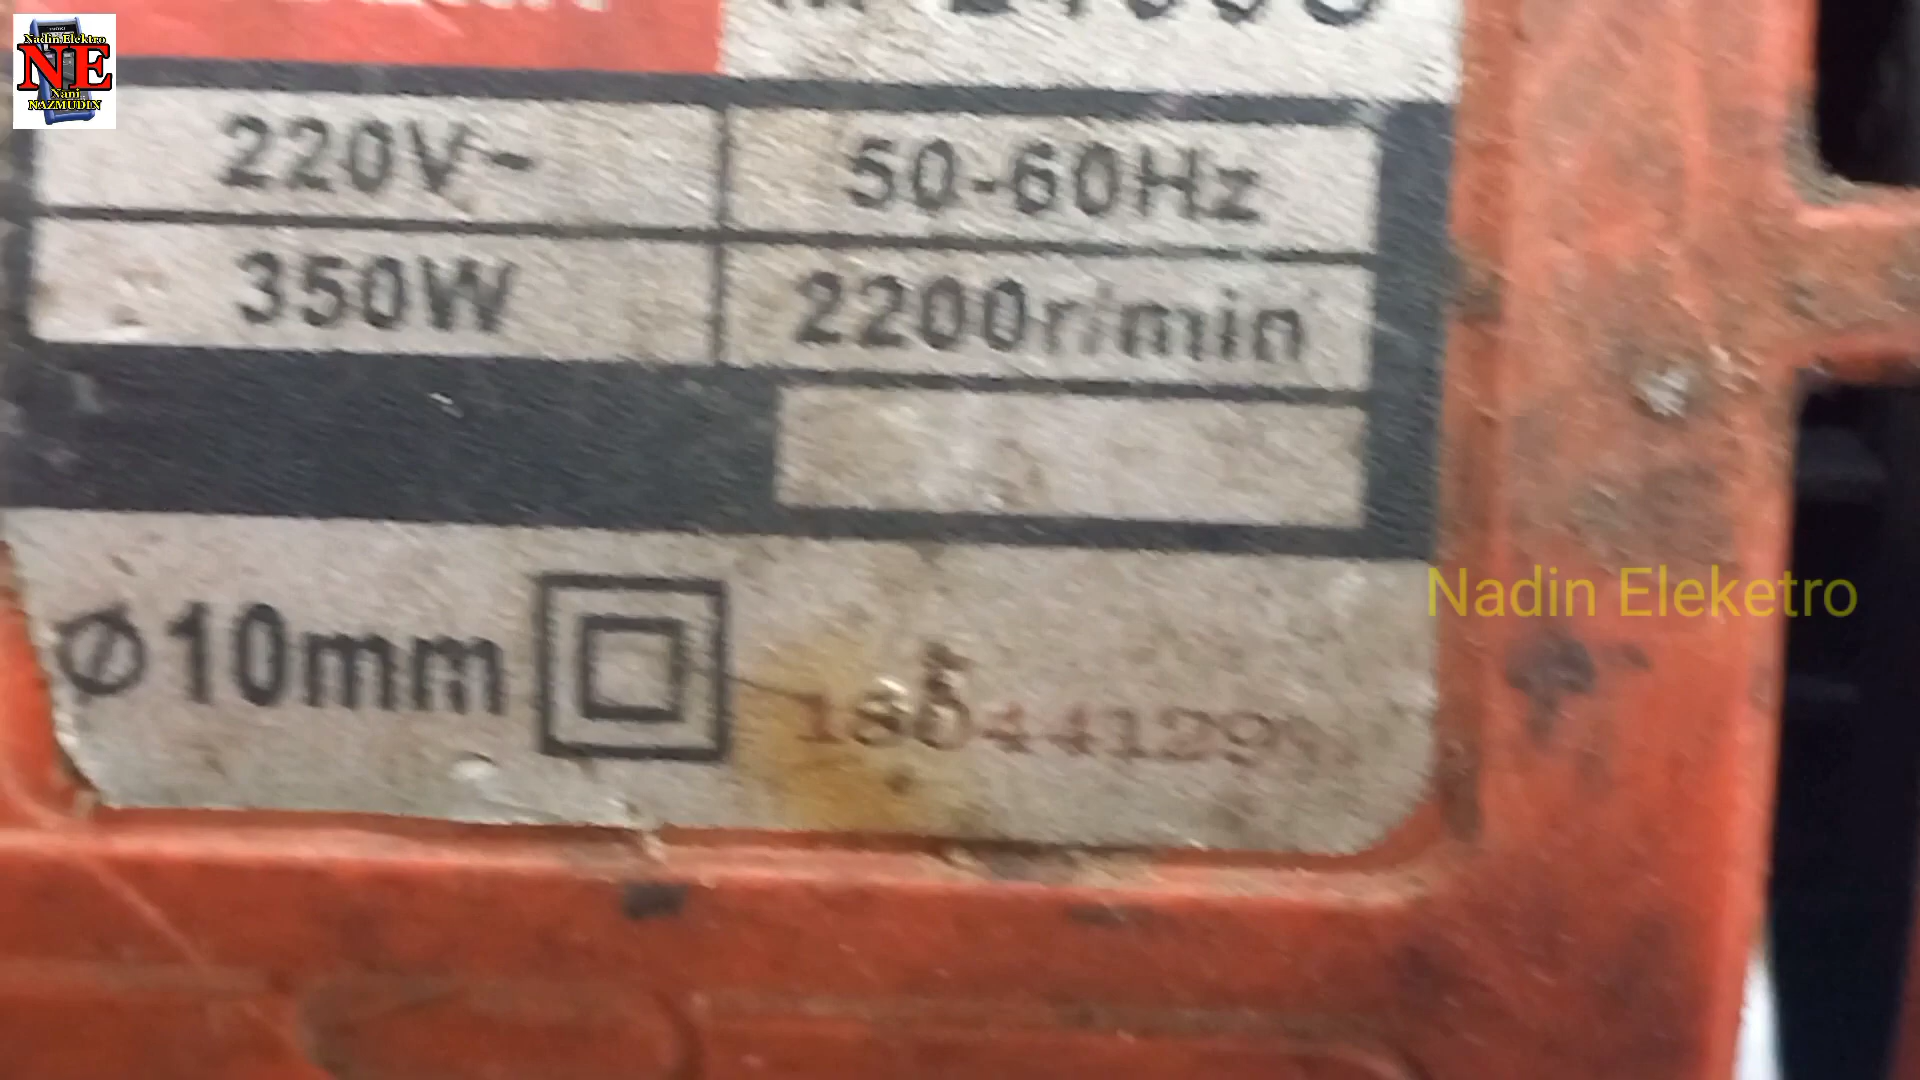 Nadin Elektro
NE
Nani
NAZMUDIN
220V~ 50-60Hz
350W 2200r/min
Ø10mm
Nadin Eleketro